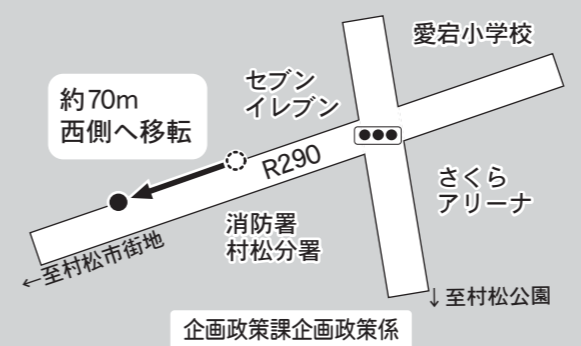 愛宕小学校
セブン
イレブン
約70m
西側へ移転
R290
さくら
アリーナ
消防署
村松分署
←至村松市街地
↓至村松公園
企画政策課企画政策係